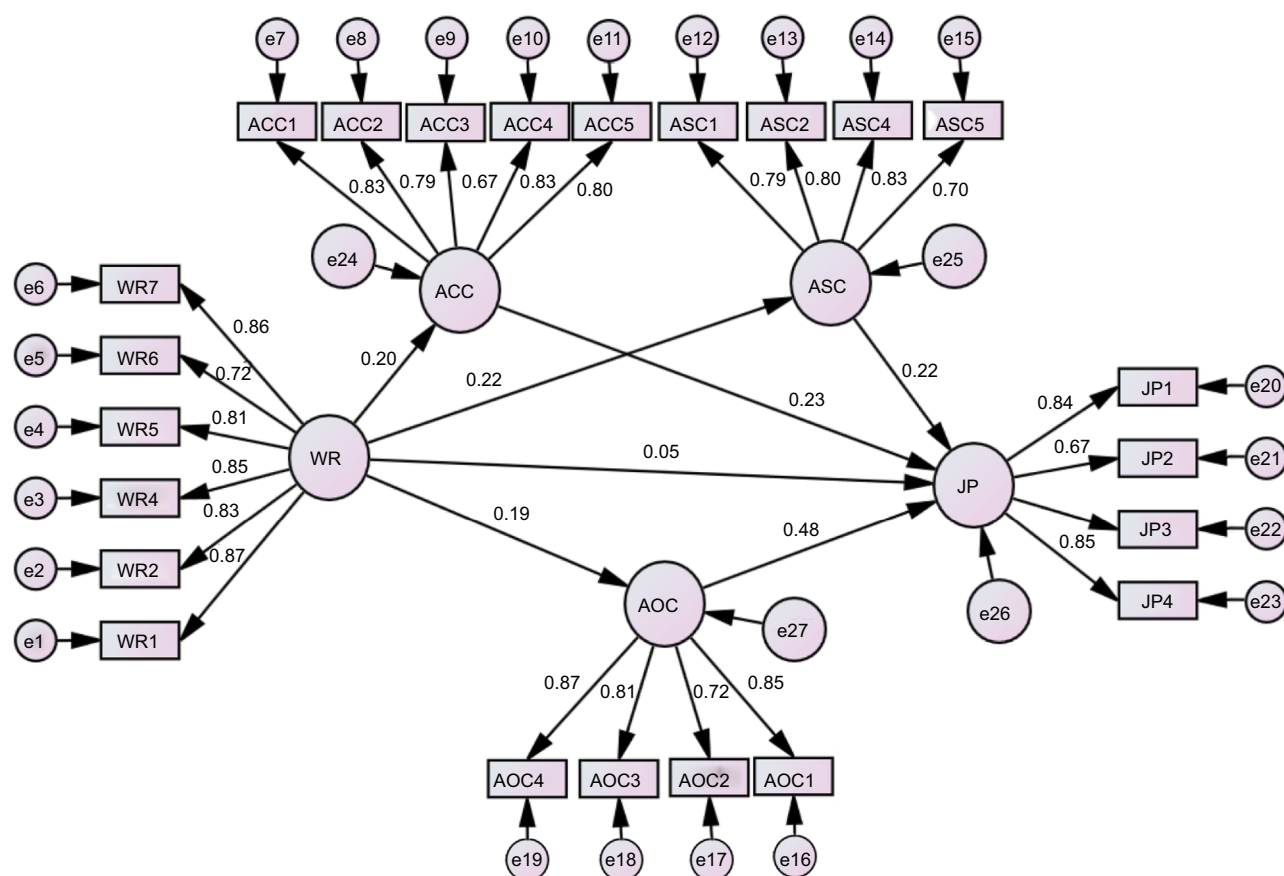 e7 e8 e9 e10 e11 e12 e13 e14 e15
ACC1 ACC2 ACC3 ACC4 ACC5 ASC1 ASC2 ASC4 ASC5
0.83 0.79 0.67 0.83 0.80 0.79 0.80 0.83 0.70
e24 ACC ASC e25
e6 WR7
0.86
e5 WR6
0.72
0.20
0.22
0.22
e4 WR5
0.81
0.23
JP1 e20
0.84
WR
0.05
0.67
JP2 e21
0.85
e3 WR4
JP
0.83
0.19
0.48
JP3 e22
0.85
e2 WR2
0.87
AOC
e27
e26
JP4 e23
e1 WR1
0.87 0.81 0.72 0.85
AOC4 AOC3 AOC2 AOC1
e19 e18 e17 e16